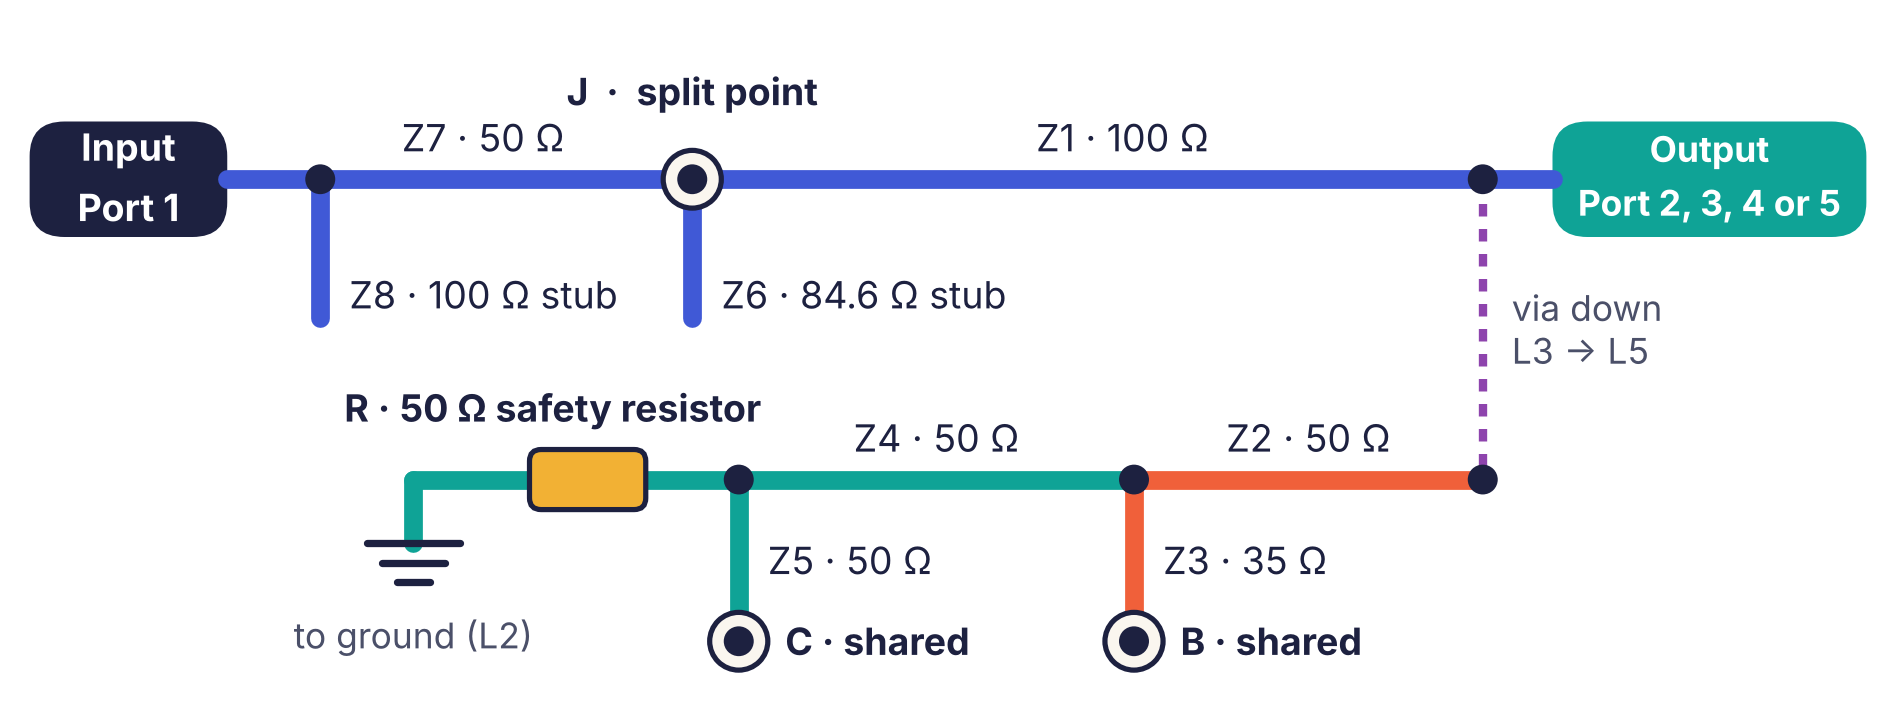 J · split point
Z7 · 50 Ω
Z1 · 100 Ω
Input
Port 1
Output
Port 2, 3, 4 or 5
Z8 · 100 Ω stub
Z6 · 84.6 Ω stub
via down
L3 → L5
R · 50 Ω safety resistor
Z4 · 50 Ω
Z2 · 50 Ω
Z5 · 50 Ω
Z3 · 35 Ω
to ground (L2)
C · shared
B · shared